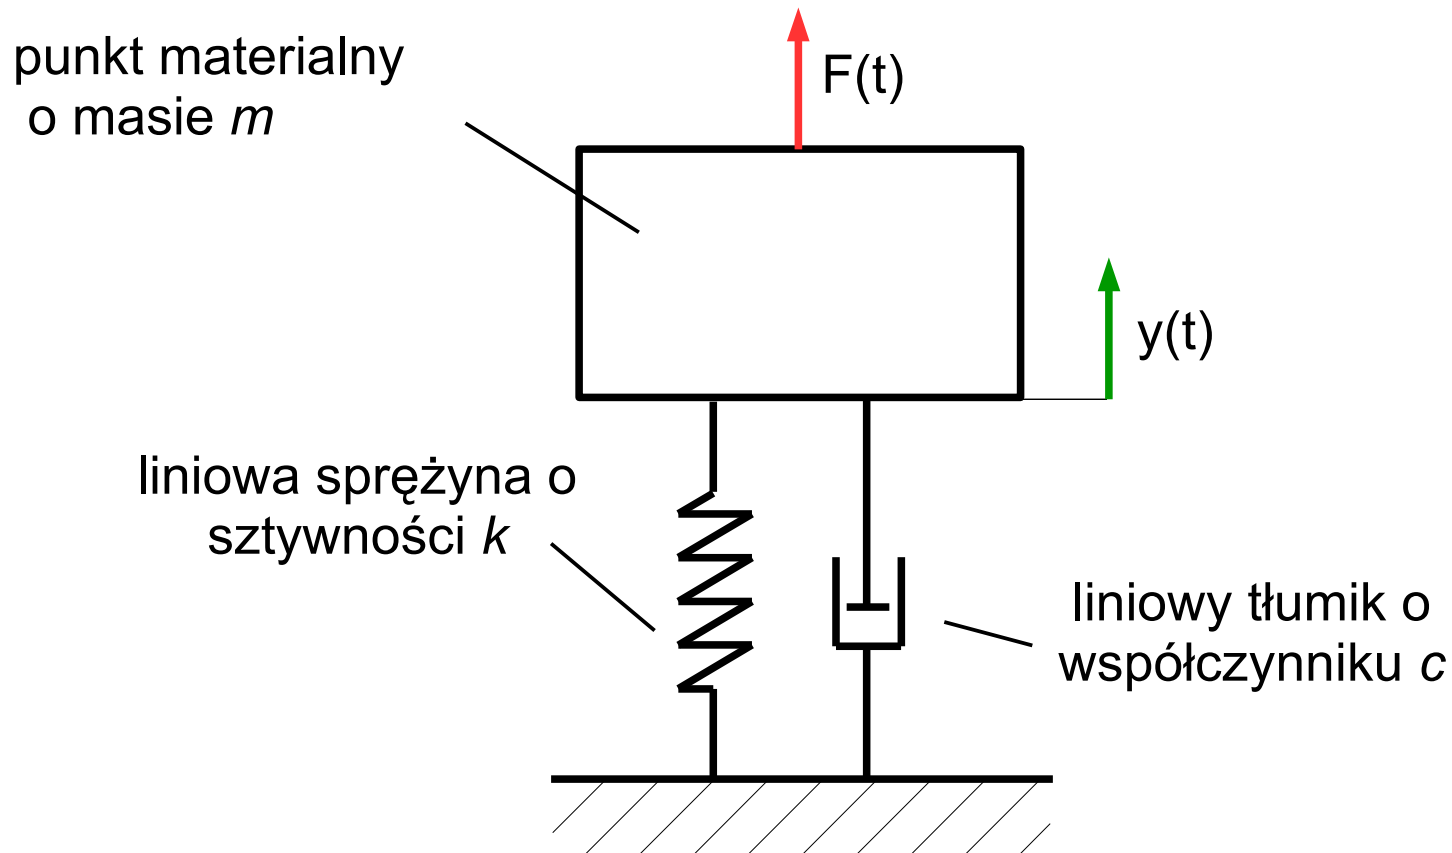 punkt materialny
o masie m
F(t)
y(t)
liniowa sprężyna o
sztywności k
liniowy tłumik o
współczynniku c